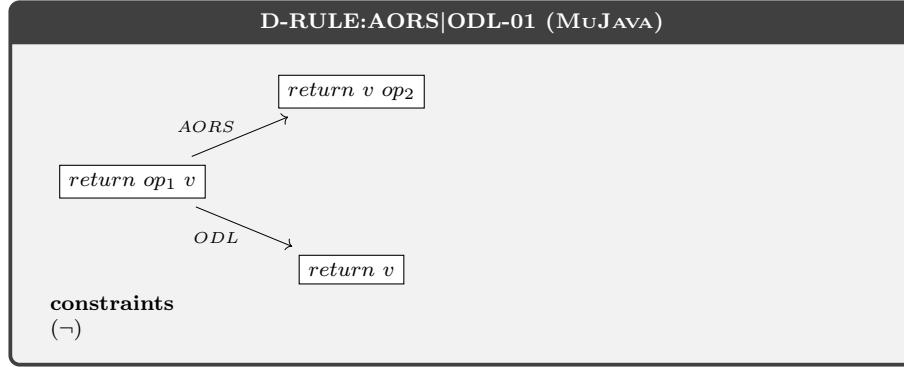 D-RULE:AORS|ODL-01 (MuJava)
return v op₂
AORS
return op₁ v
ODL
return v
constraints
(¬)